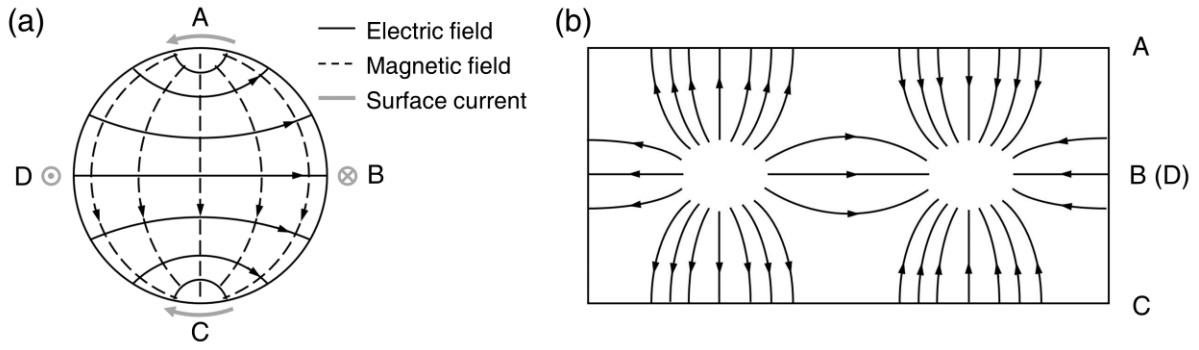 (a)
A
Electric field
Magnetic field
Surface current
D
B
C
(b)
A
B (D)
C